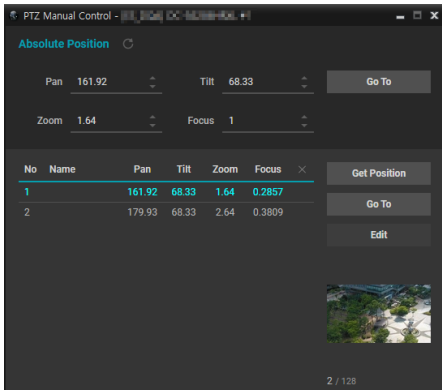 PTZ Manual Control -
Absolute Position
Pan 161.92 Tilt 68.33 Go To
Zoom 1.64 Focus 1
No Name Pan Tilt Zoom Focus Get Position
1 161.92 68.33 1.64 0.2857
2 179.93 68.33 2.64 0.3809
Go To
Edit
2 / 128